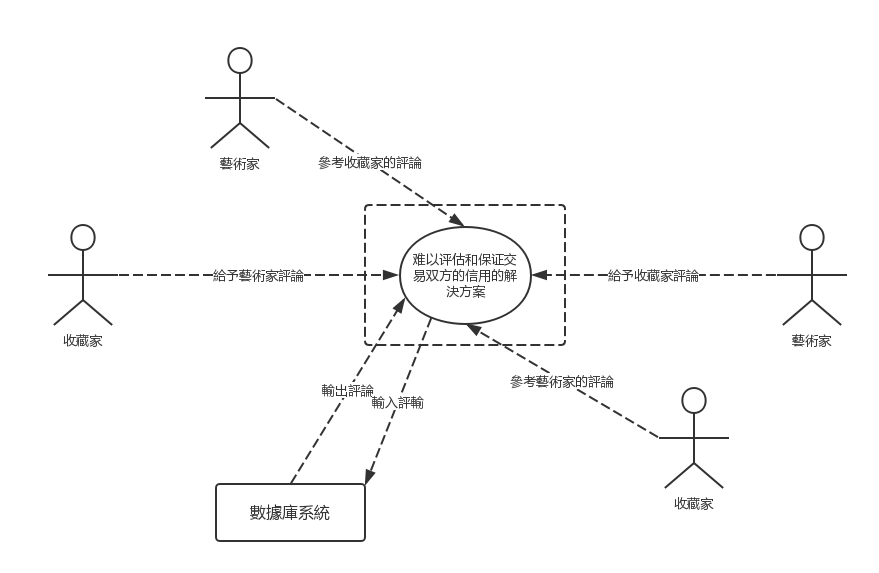 藝術家
參考收藏家的評論
收藏家
給予藝術家評論
难以评估和保证交
易双方的信用的解
決方案
給予收藏家評論
藝術家
參考藝術家的評論
輸出評論
輸入評輸
收藏家
數據庫系統